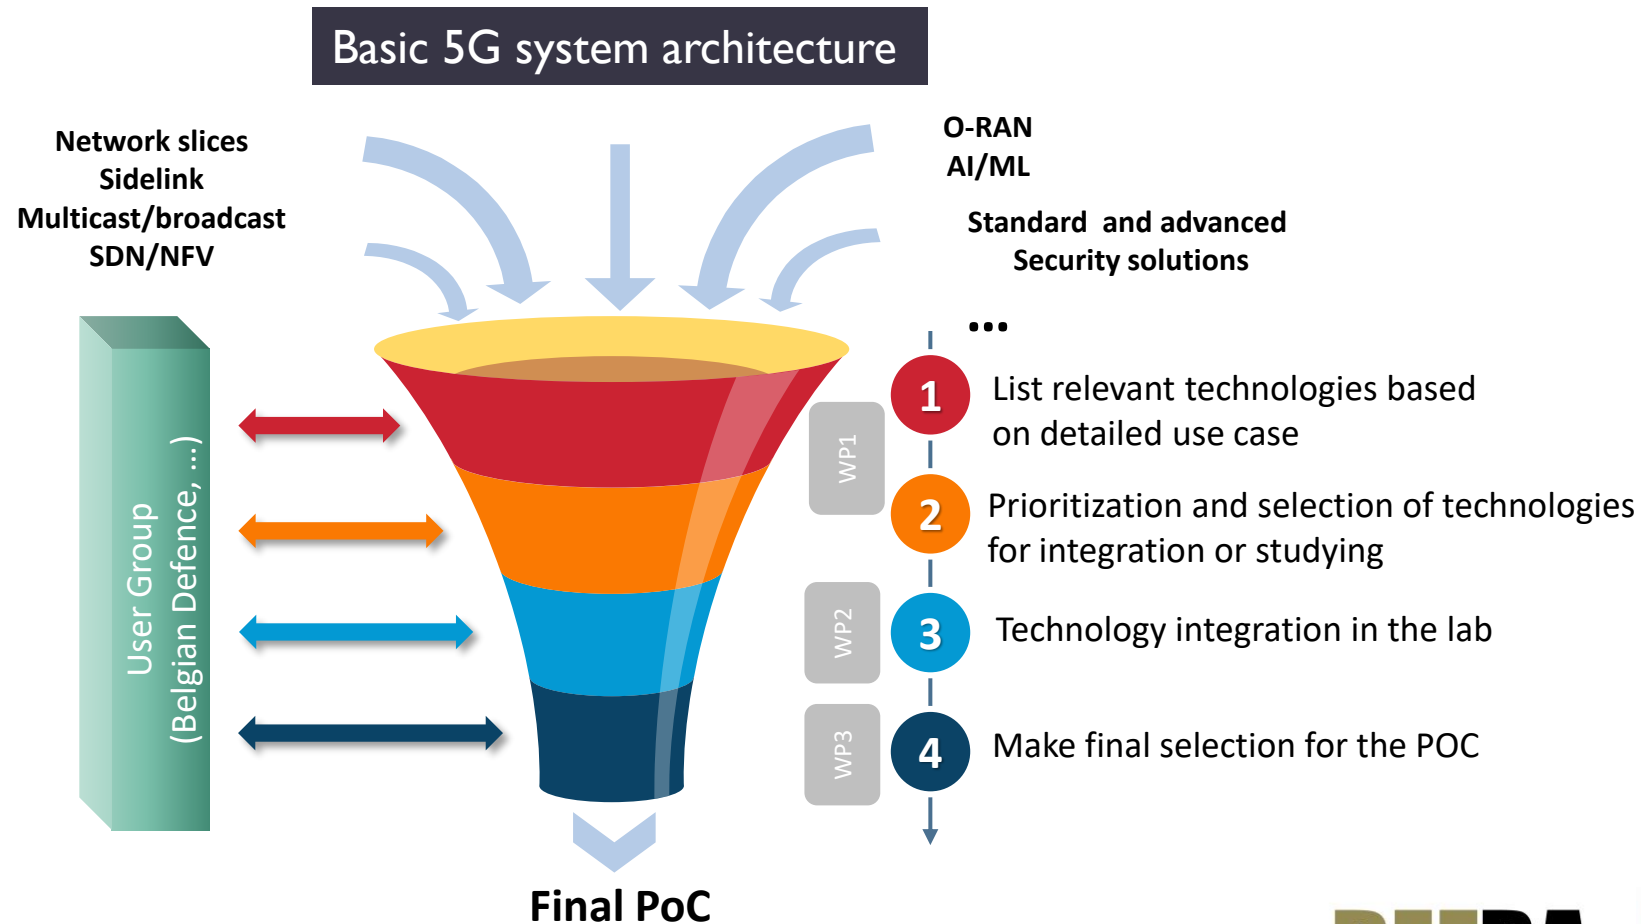 Basic 5G system architecture
Network slices
Sidelink
Multicast/broadcast
SDN/NFV
O-RAN
AI/ML
Standard and advanced
Security solutions
...
User Group
(Belgian Defence, ...)
WP1
WP2
WP3
1
List relevant technologies based
on detailed use case
2
Prioritization and selection of technologies
for integration or studying
3
Technology integration in the lab
4
Make final selection for the POC
Final PoC